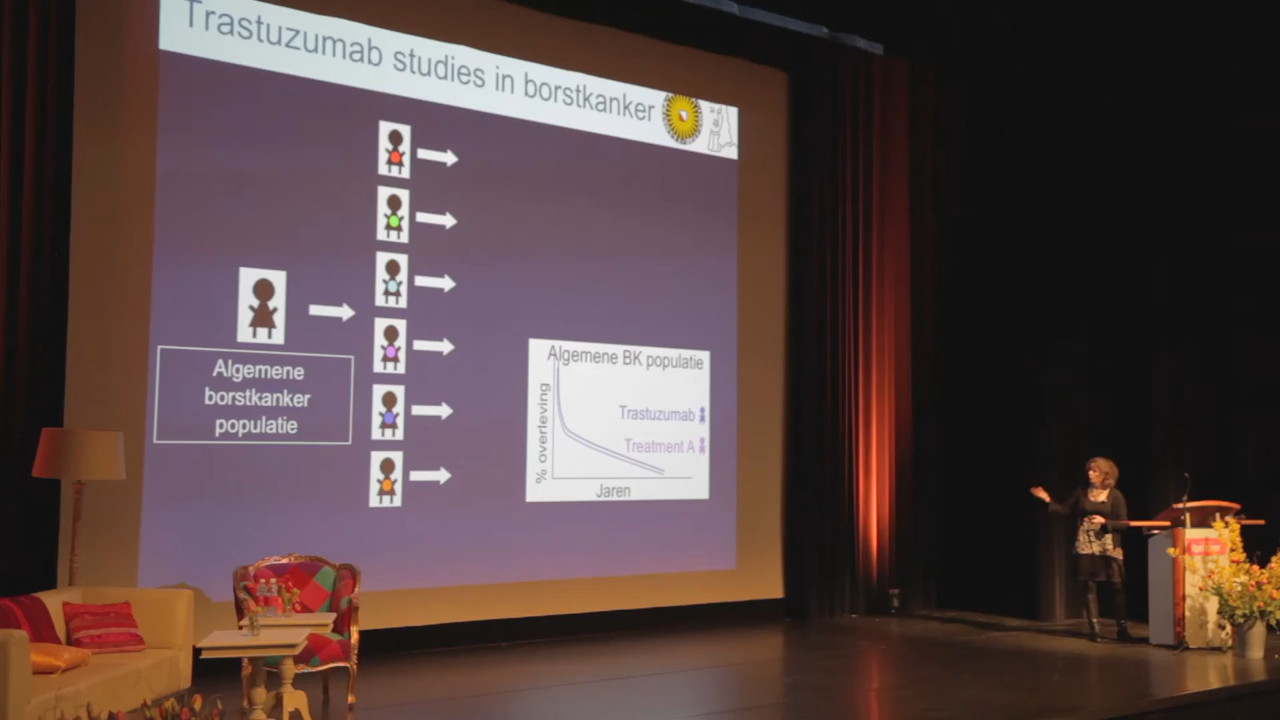 Trastuzumab studies in borstkanker
Algemene
borstkanker
populatie
Algemene BK populatie
% overleving
Trastuzumab
Treatment A
Jaren